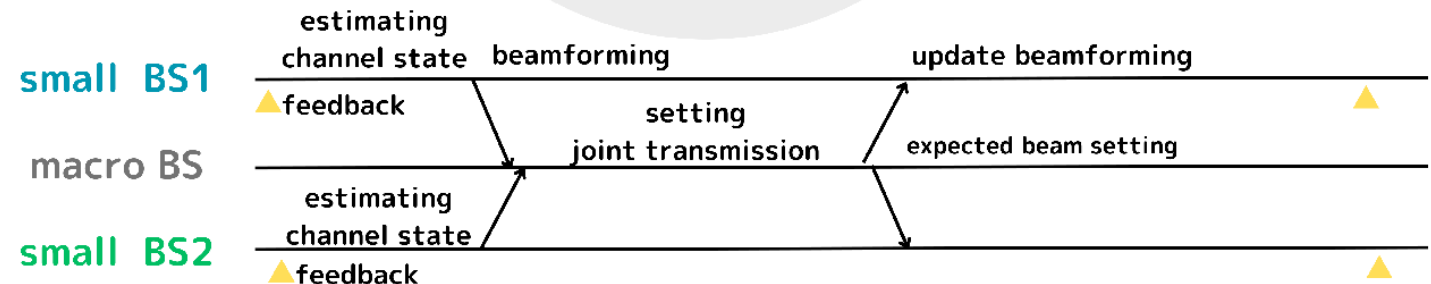 estimating
channel state
beamforming
update beamforming
small BS1
feedback
setting
joint transmission
expected beam setting
macro BS
estimating
channel state
small BS2
feedback